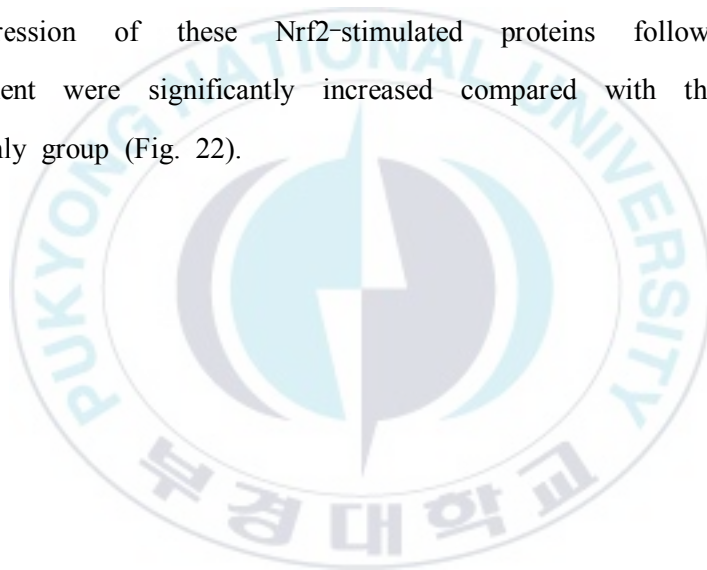 ression of these Nrf2-stimulated proteins follow
ent were significantly increased compared with th
ly group (Fig. 22).
PUKYONG NATIONAL UNIVERSITY
부경대학교